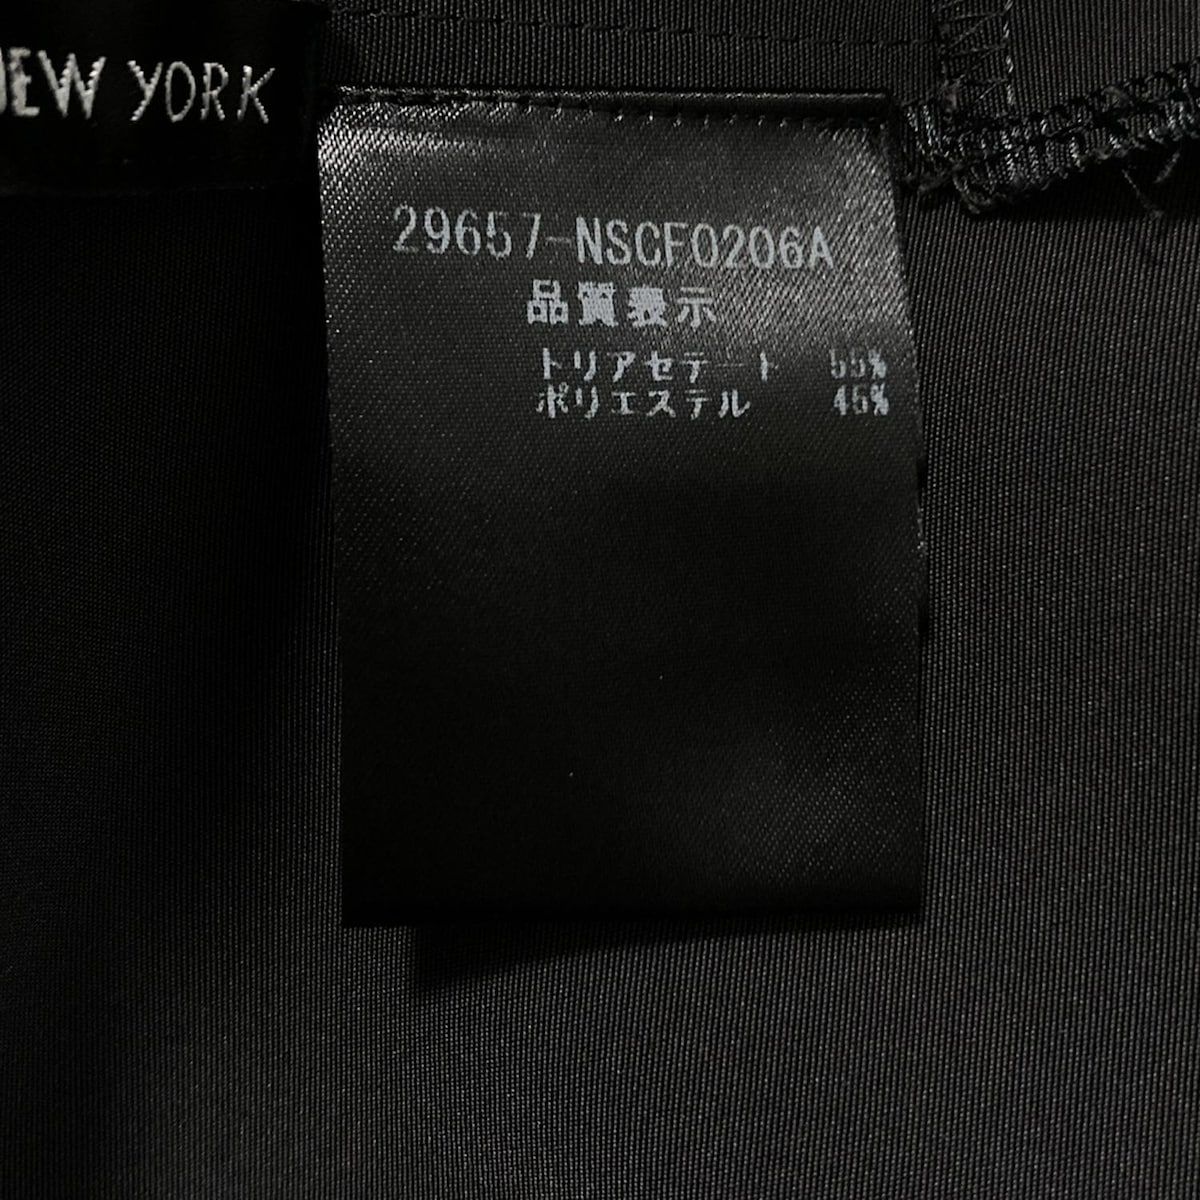 NEW YORK
29657-NSCF0206A
品質表示
トリアセテート 55%
ポリエステル 45%